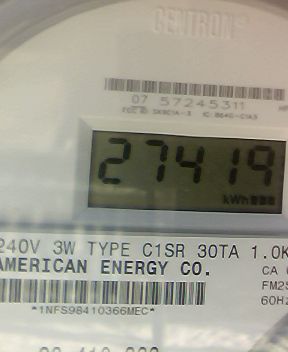 CENTRON
07 57245311
27419
kWh
240V 3W TYPE C1SR 30TA 1.0K
AMERICAN ENERGY CO.
CA
FM2S
60Hz
*1NFS98410366MEC*